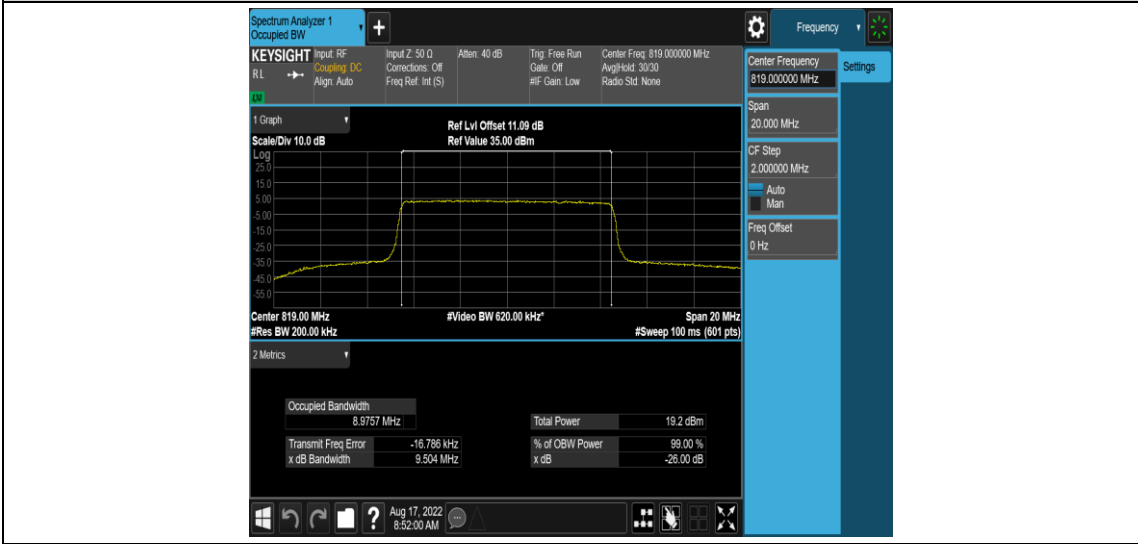 Spectrum Analyzer 1
Occupied BW
+
Frequency
KEYSIGHT
RL
Input: RF
Coupling: DC
Align: Auto
Input Z: 50 Ω
Corrections: Off
Freq Ref: Int (S)
Atten: 40 dB
Trig: Free Run
Gate: Off
#IF Gain: Low
Center Freq: 819.000000 MHz
Avg|Hold: 30/30
Radio Std: None
Center Frequency
819.000000 MHz
Settings
Span
20.000 MHz
CF Step
2.000000 MHz
Auto
Man
Freq Offset
0 Hz
1 Graph
Scale/Div 10.0 dB
Ref Lvl Offset 11.09 dB
Ref Value 35.00 dBm
Log
25.0
15.0
5.00
-5.00
-15.0
-25.0
-35.0
-45.0
-55.0
Center 819.00 MHz
#Video BW 620.00 kHz*
Span 20 MHz
#Res BW 200.00 kHz
#Sweep 100 ms (601 pts)
2 Metrics
Occupied Bandwidth
8.9757 MHz
Total Power 19.2 dBm
Transmit Freq Error -16.786 kHz
% of OBW Power 99.00 %
x dB Bandwidth 9.504 MHz
x dB -26.00 dB
?
Aug 17, 2022
8:52:00 AM